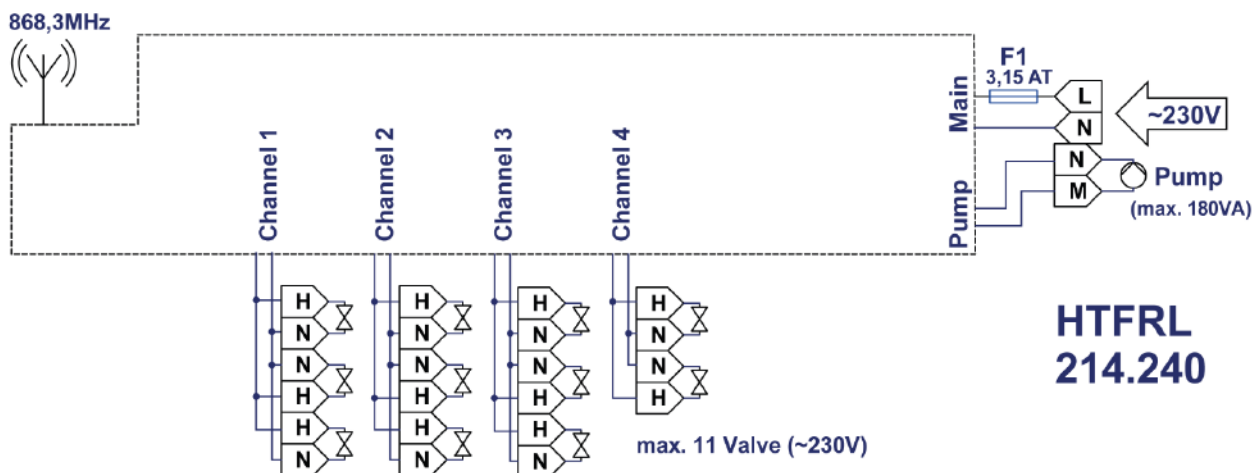 868,3MHz
F1
3,15 AT
Main
L
N
~230V
Pump
N
M
Pump
(max. 180VA)
Channel 1
Channel 2
Channel 3
Channel 4
H
N
N
H
H
N
H
N
N
H
H
N
H
N
N
H
H
N
H
N
N
H
max. 11 Valve (~230V)
HTFRL
214.240